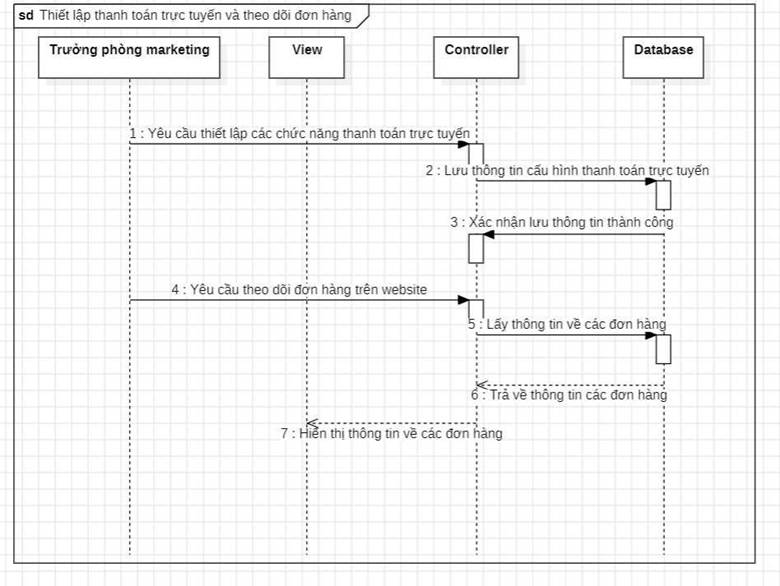 sd Thiết lập thanh toán trực tuyến và theo dõi đơn hàng
Trưởng phòng marketing
View
Controller
Database
1 : Yêu cầu thiết lập các chức năng thanh toán trực tuyến
2 : Lưu thông tin cấu hình thanh toán trực tuyến
3 : Xác nhận lưu thông tin thành công
4 : Yêu cầu theo dõi đơn hàng trên website
5 : Lấy thông tin về các đơn hàng
6 : Trả về thông tin các đơn hàng
7 : Hiển thị thông tin về các đơn hàng